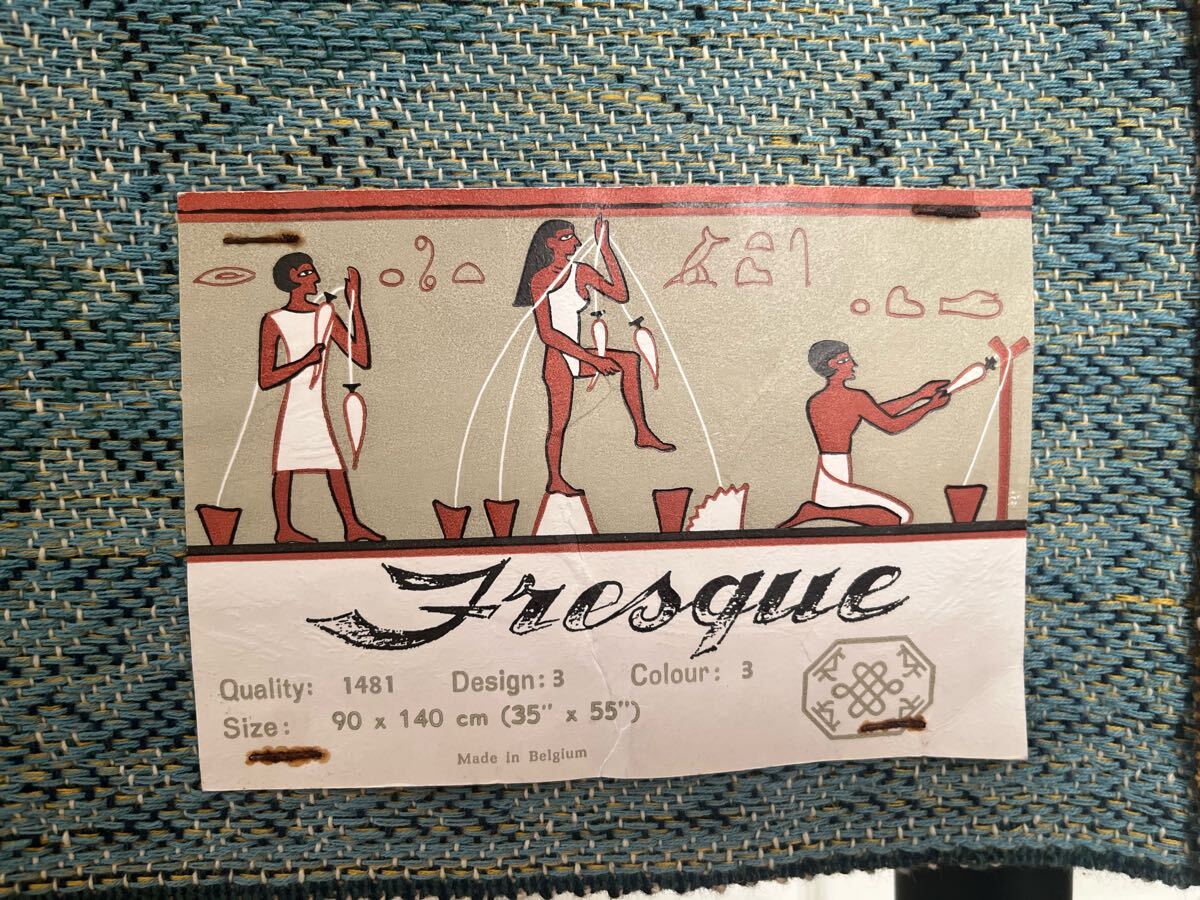 Fresque
Quality: 1481 Design: 3 Colour: 3
Size: 90 x 140 cm (35" x 55")
Made in Belgium